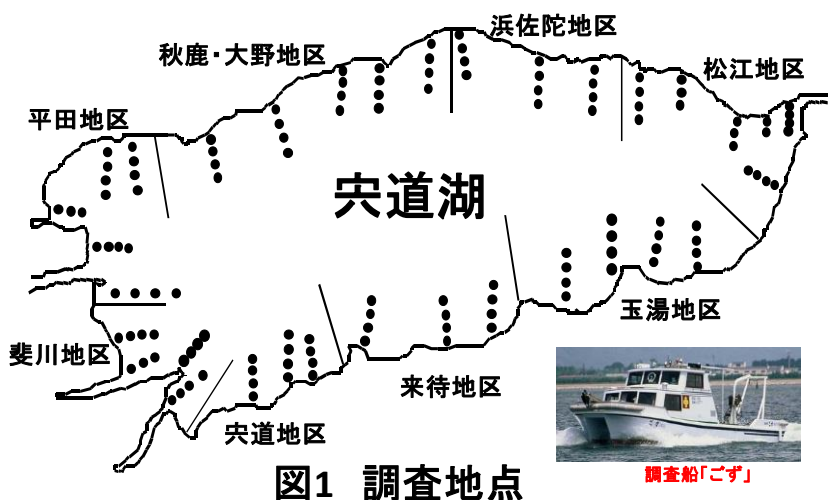 浜佐陀地区
秋鹿・大野地区
松江地区
平田地区
宍道湖
玉湯地区
斐川地区
来待地区
宍道地区
図1 調査地点
調査船「ごず」